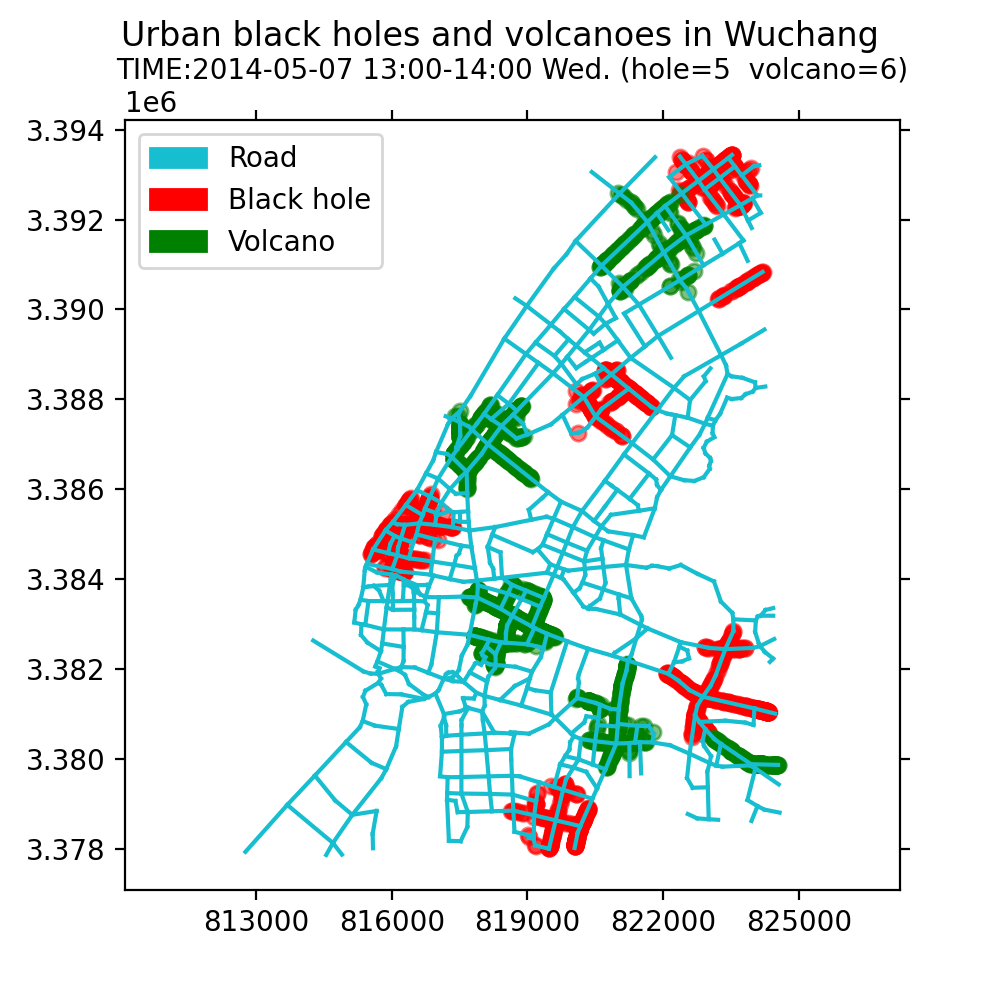 Urban black holes and volcanoes in Wuchang
TIME:2014-05-07 13:00-14:00 Wed. (hole=5  volcano=6)
1e6
3.394
3.392
3.390
3.388
3.386
3.384
3.382
3.380
3.378
Road
Black hole
Volcano
813000
816000
819000
822000
825000